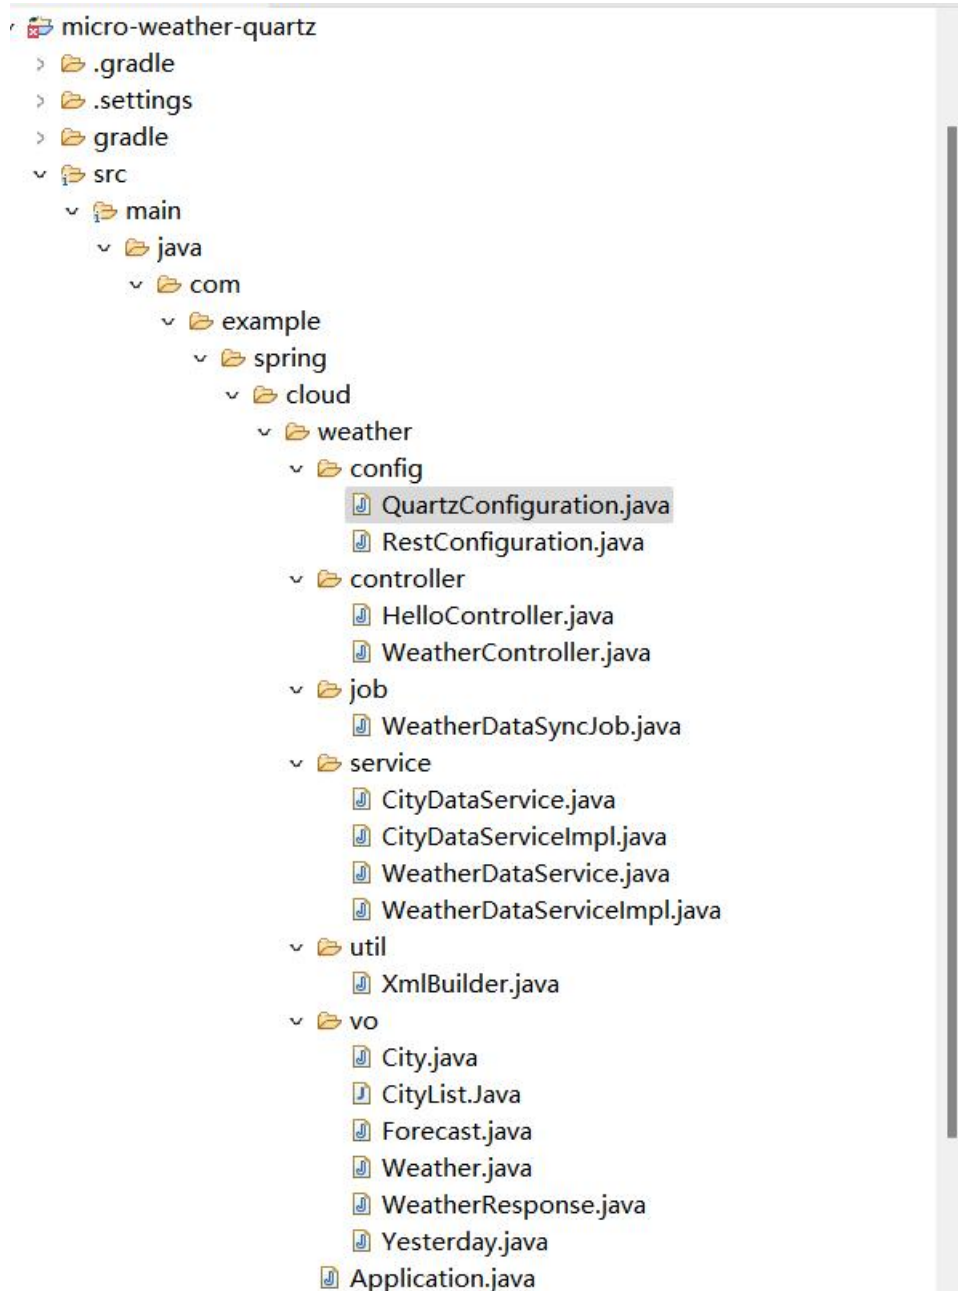 micro-weather-quartz
.gradle
.settings
gradle
src
main
java
com
example
spring
cloud
weather
config
QuartzConfiguration.java
RestConfiguration.java
controller
HelloController.java
WeatherController.java
job
WeatherDataSyncJob.java
service
CityDataService.java
CityDataServiceImpl.java
WeatherDataService.java
WeatherDataServiceImpl.java
util
XmlBuilder.java
vo
City.java
CityList.Java
Forecast.java
Weather.java
WeatherResponse.java
Yesterday.java
Application.java